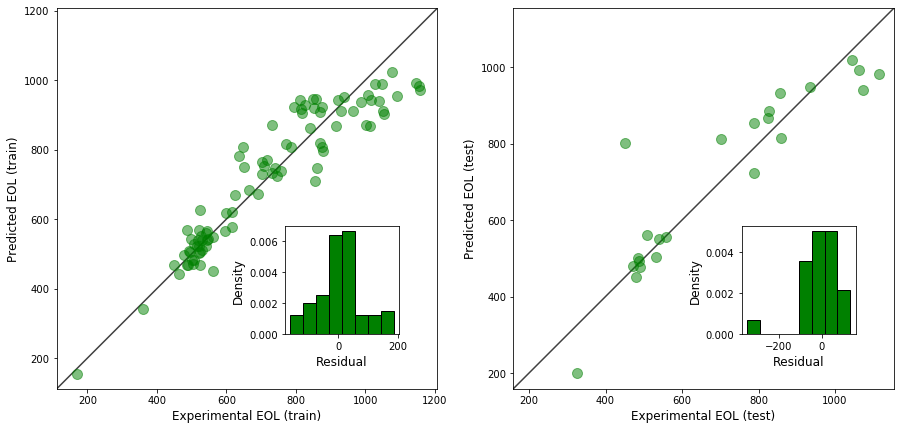 1200
1000
800
600
400
200
Predicted EOL (train)
200 400 600 800 1000 1200
Experimental EOL (train)
0.006
0.004
0.002
0.000
Density
0 200
Residual
1000
800
600
400
200
Predicted EOL (test)
200 400 600 800 1000
Experimental EOL (test)
0.004
0.002
0.000
Density
−200 0
Residual